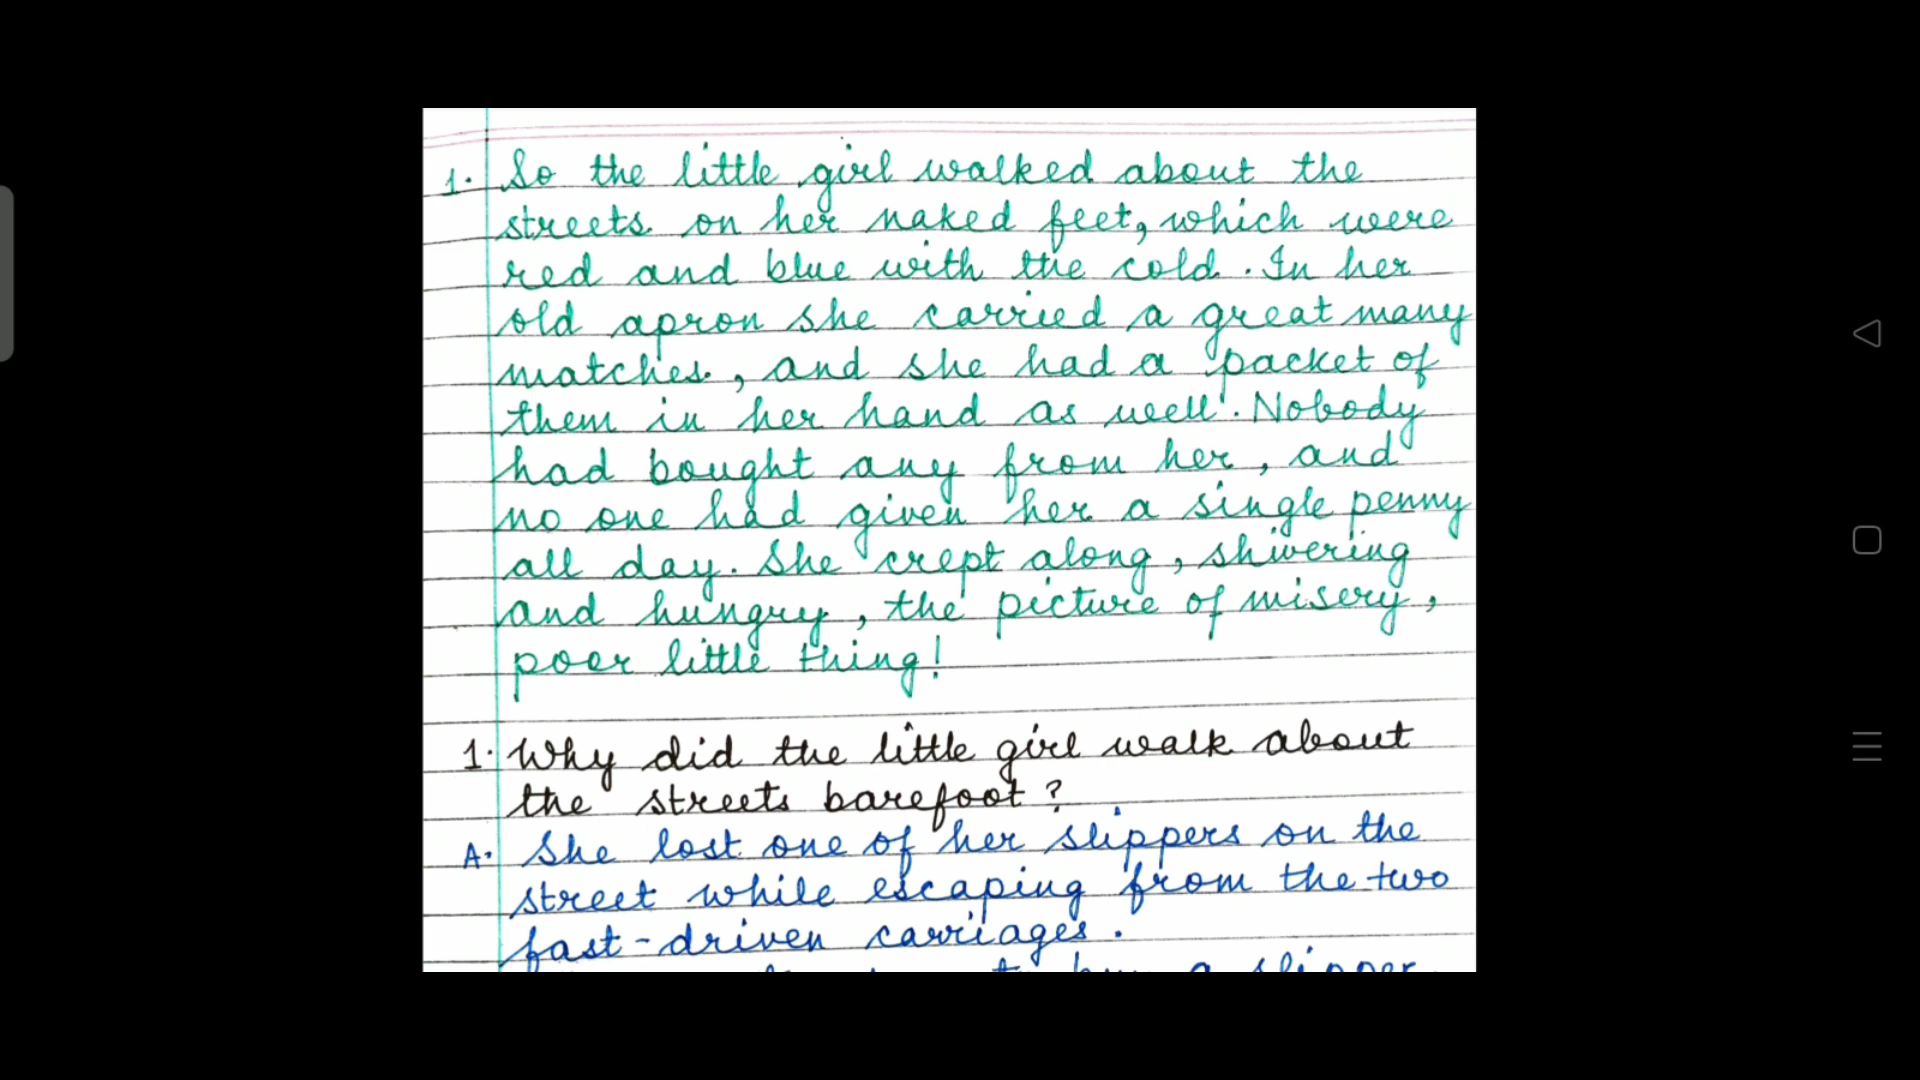 1. So the little girl walked about the
streets on her naked feet, which were
red and blue with the cold. In her
old apron she carried a great many
matches, and she had a packet of
them in her hand as well. Nobody
had bought any from her, and
no one had given her a single penny
all day. She crept along, shivering
and hungry, the picture of misery,
poor little thing!
1. Why did the little girl walk about
the streets barefoot?
A. She lost one of her slippers on the
street while escaping from the two
fast-driven carriages.
a slipper